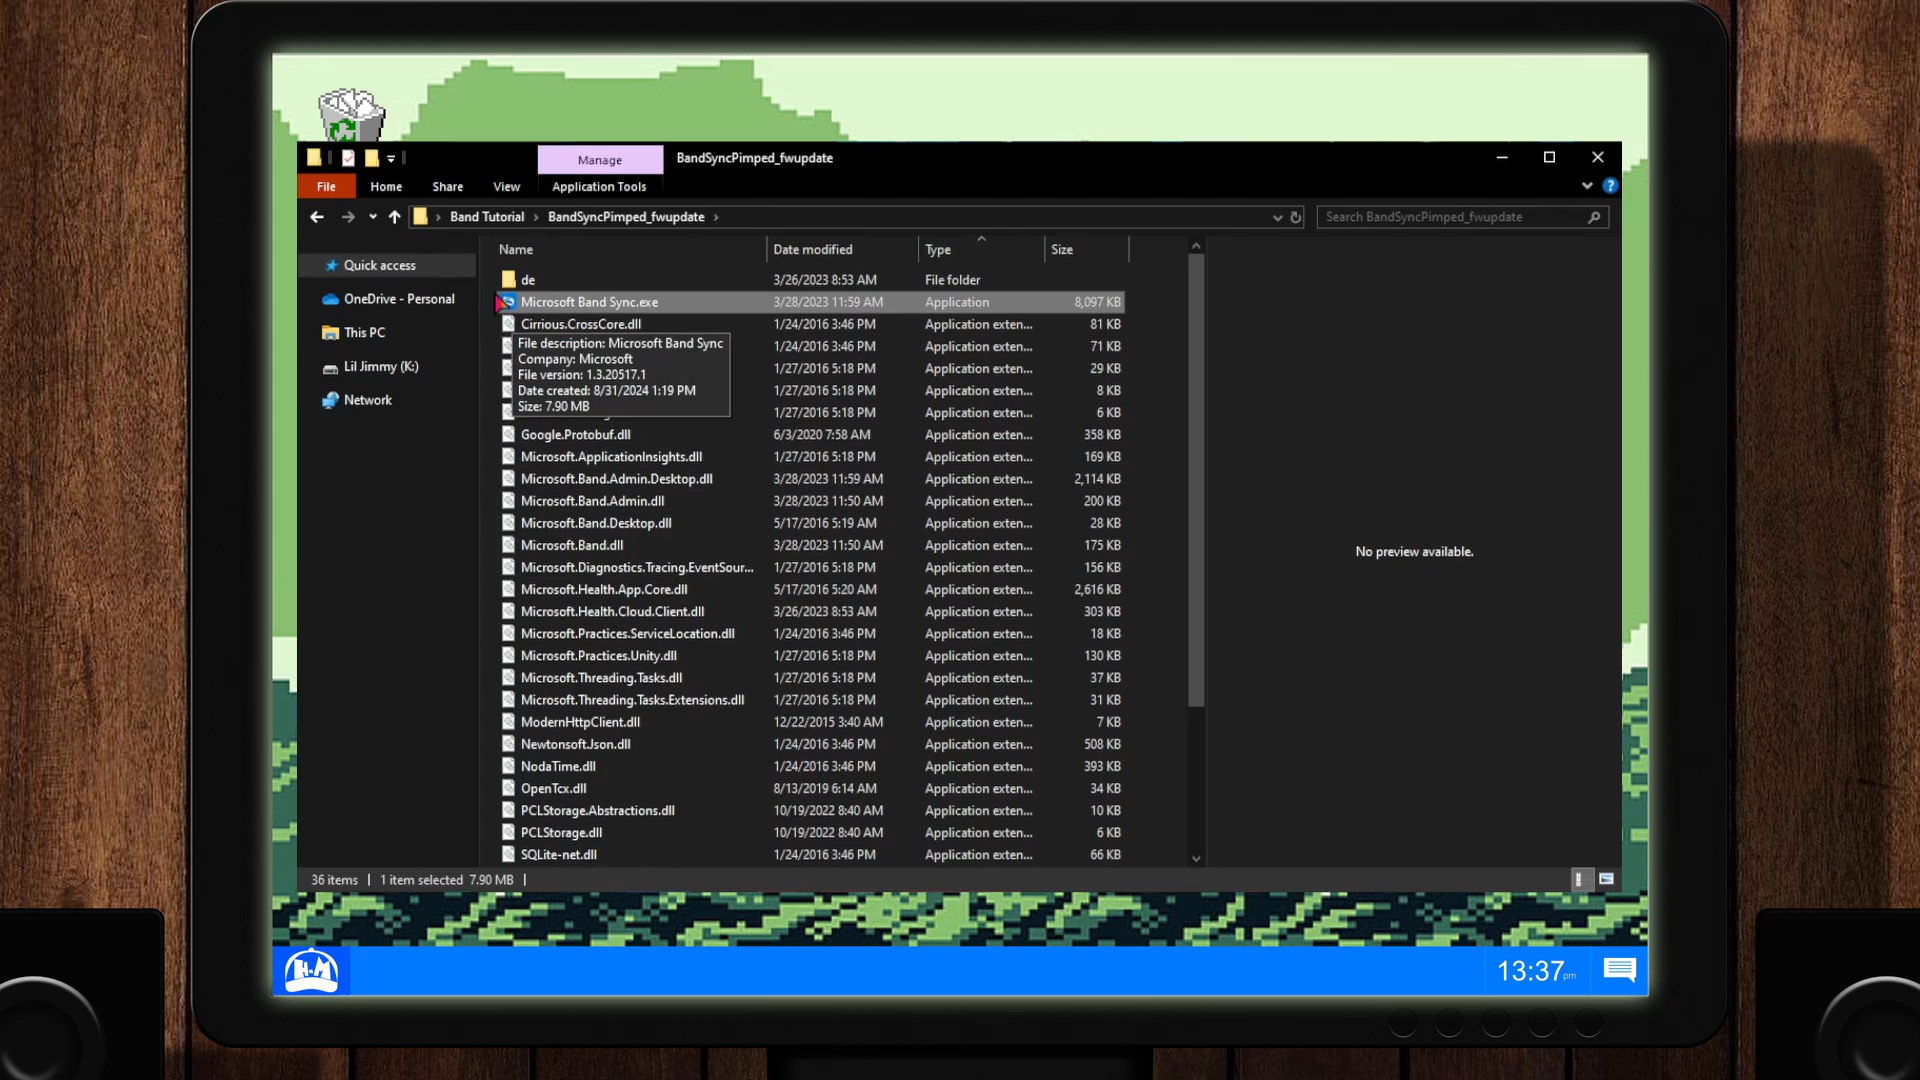 Manage BandSyncPimped_fwupdate
File Home Share View Application Tools
Band Tutorial BandSyncPimped_fwupdate Search BandSyncPimped_fwupdate
Quick access
OneDrive - Personal
This PC
Lil Jimmy (K:)
Network
Name Date modified Type Size
de 3/26/2023 8:53 AM File folder
Microsoft Band Sync.exe 3/28/2023 11:59 AM Application 8,097 KB
Cirrious.CrossCore.dll 1/24/2016 3:46 PM Application exten... 81 KB
1/24/2016 3:46 PM Application exten... 71 KB
1/27/2016 5:18 PM Application exten... 29 KB
1/27/2016 5:18 PM Application exten... 8 KB
1/27/2016 5:18 PM Application exten... 6 KB
File description: Microsoft Band Sync
Company: Microsoft
File version: 1.3.20517.1
Date created: 8/31/2024 1:19 PM
Size: 7.90 MB
Google.Protobuf.dll 6/3/2020 7:58 AM Application exten... 358 KB
Microsoft.ApplicationInsights.dll 1/27/2016 5:18 PM Application exten... 169 KB
Microsoft.Band.Admin.Desktop.dll 3/28/2023 11:59 AM Application exten... 2,114 KB
Microsoft.Band.Admin.dll 3/28/2023 11:50 AM Application exten... 200 KB
Microsoft.Band.Desktop.dll 5/17/2016 5:19 AM Application exten... 28 KB
Microsoft.Band.dll 3/28/2023 11:50 AM Application exten... 175 KB
Microsoft.Diagnostics.Tracing.EventSour... 1/27/2016 5:18 PM Application exten... 156 KB
Microsoft.Health.App.Core.dll 5/17/2016 5:20 AM Application exten... 2,616 KB
Microsoft.Health.Cloud.Client.dll 3/26/2023 8:53 AM Application exten... 303 KB
Microsoft.Practices.ServiceLocation.dll 1/24/2016 3:46 PM Application exten... 18 KB
Microsoft.Practices.Unity.dll 1/27/2016 5:18 PM Application exten... 130 KB
Microsoft.Threading.Tasks.dll 1/27/2016 5:18 PM Application exten... 37 KB
Microsoft.Threading.Tasks.Extensions.dll 1/27/2016 5:18 PM Application exten... 31 KB
ModernHttpClient.dll 12/22/2015 3:40 AM Application exten... 7 KB
Newtonsoft.Json.dll 1/24/2016 3:46 PM Application exten... 508 KB
NodaTime.dll 1/24/2016 3:46 PM Application exten... 393 KB
OpenTcx.dll 8/13/2019 6:14 AM Application exten... 34 KB
PCLStorage.Abstractions.dll 10/19/2022 8:40 AM Application exten... 10 KB
PCLStorage.dll 10/19/2022 8:40 AM Application exten... 6 KB
SQLite-net.dll 1/24/2016 3:46 PM Application exten... 66 KB
No preview available.
36 items 1 item selected 7.90 MB
H-M 13:37pm